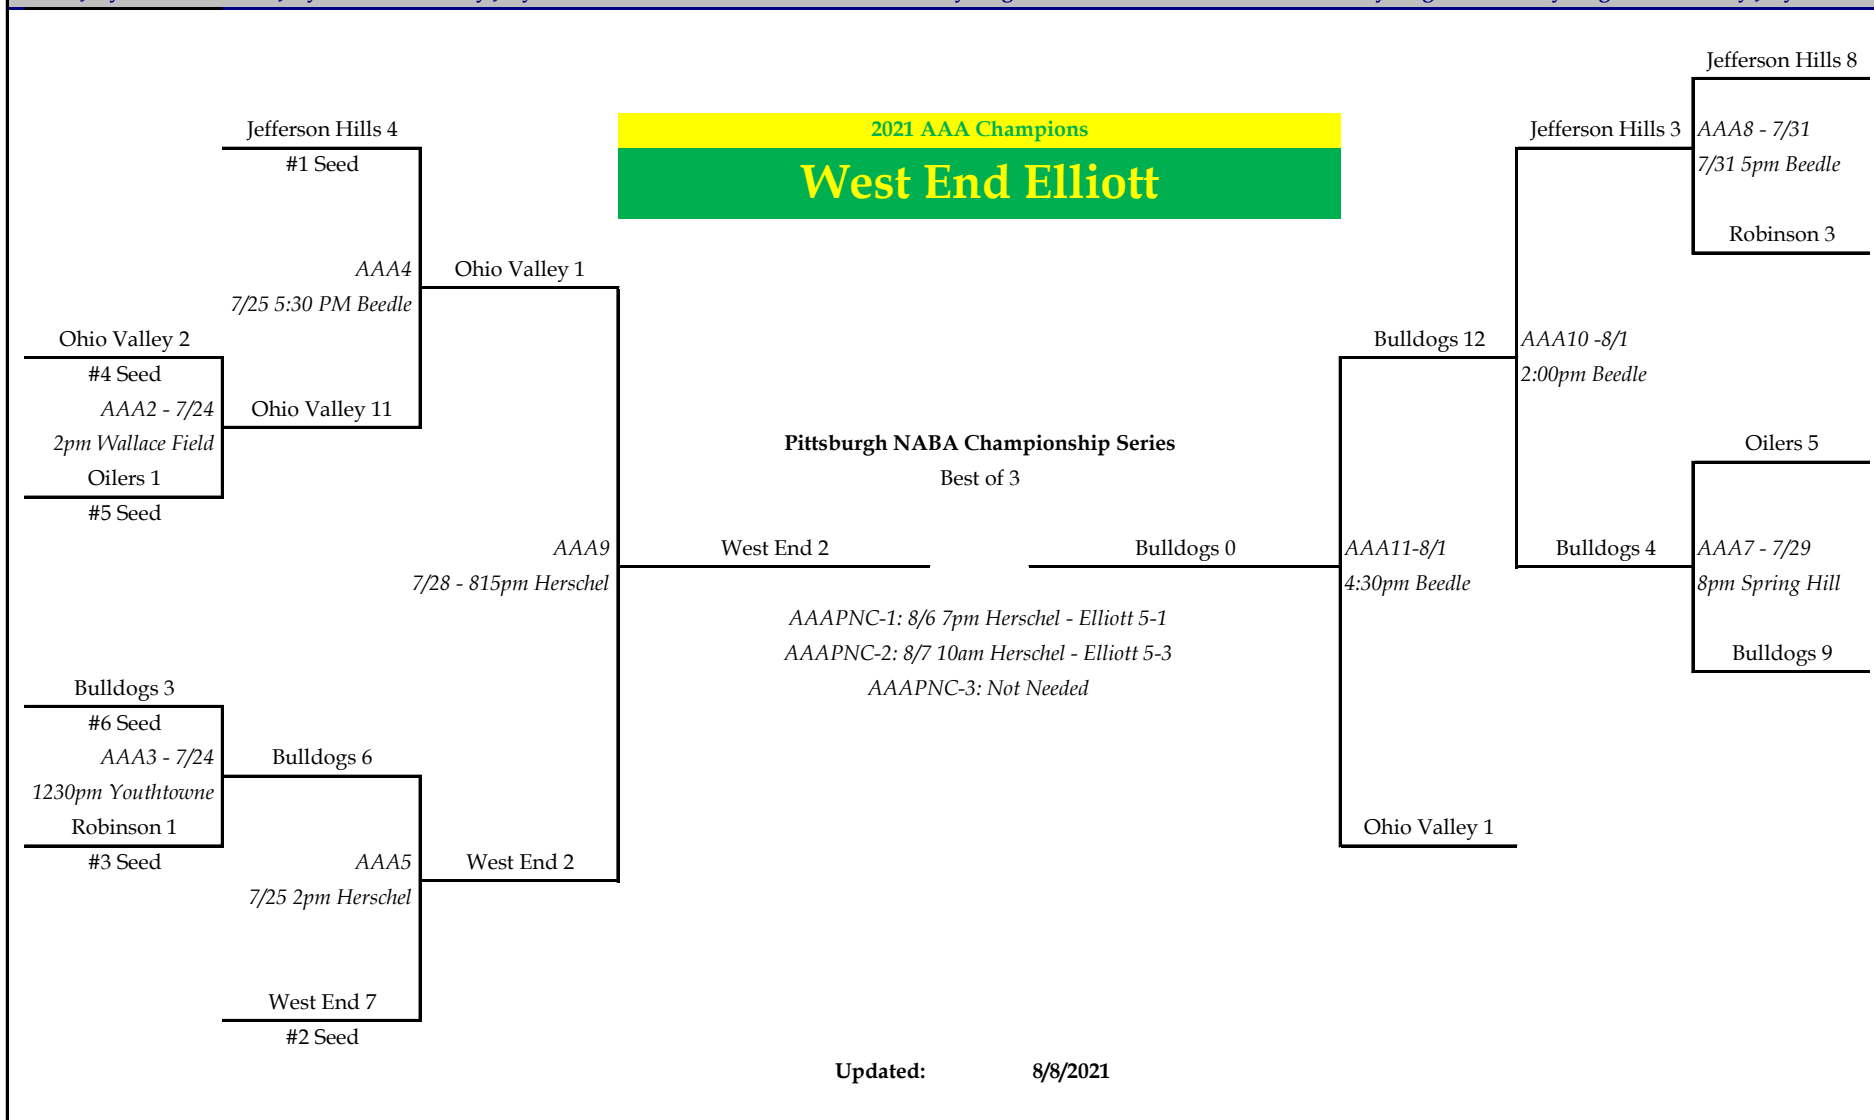 Jefferson Hills 8
Jefferson Hills 4
2021 AAA Champions
Jefferson Hills 3
AAA8 - 7/31
#1 Seed
West End Elliott
7/31 5pm Beedle
Robinson 3
AAA4
Ohio Valley 1
7/25 5:30 PM Beedle
Ohio Valley 2
Bulldogs 12
AAA10 -8/1
#4 Seed
2:00pm Beedle
AAA2 - 7/24
Ohio Valley 11
2pm Wallace Field
Pittsburgh NABA Championship Series
Oilers 5
Oilers 1
Best of 3
#5 Seed
AAA9
West End 2
Bulldogs 0
AAA11-8/1
Bulldogs 4
AAA7 - 7/29
7/28 - 815pm Herschel
4:30pm Beedle
8pm Spring Hill
AAAPNC-1: 8/6 7pm Herschel - Elliott 5-1
AAAPNC-2: 8/7 10am Herschel - Elliott 5-3
Bulldogs 9
Bulldogs 3
AAAPNC-3: Not Needed
#6 Seed
AAA3 - 7/24
Bulldogs 6
1230pm Youthtowne
Robinson 1
Ohio Valley 1
#3 Seed
AAA5
West End 2
7/25 2pm Herschel
West End 7
#2 Seed
Updated: 8/8/2021